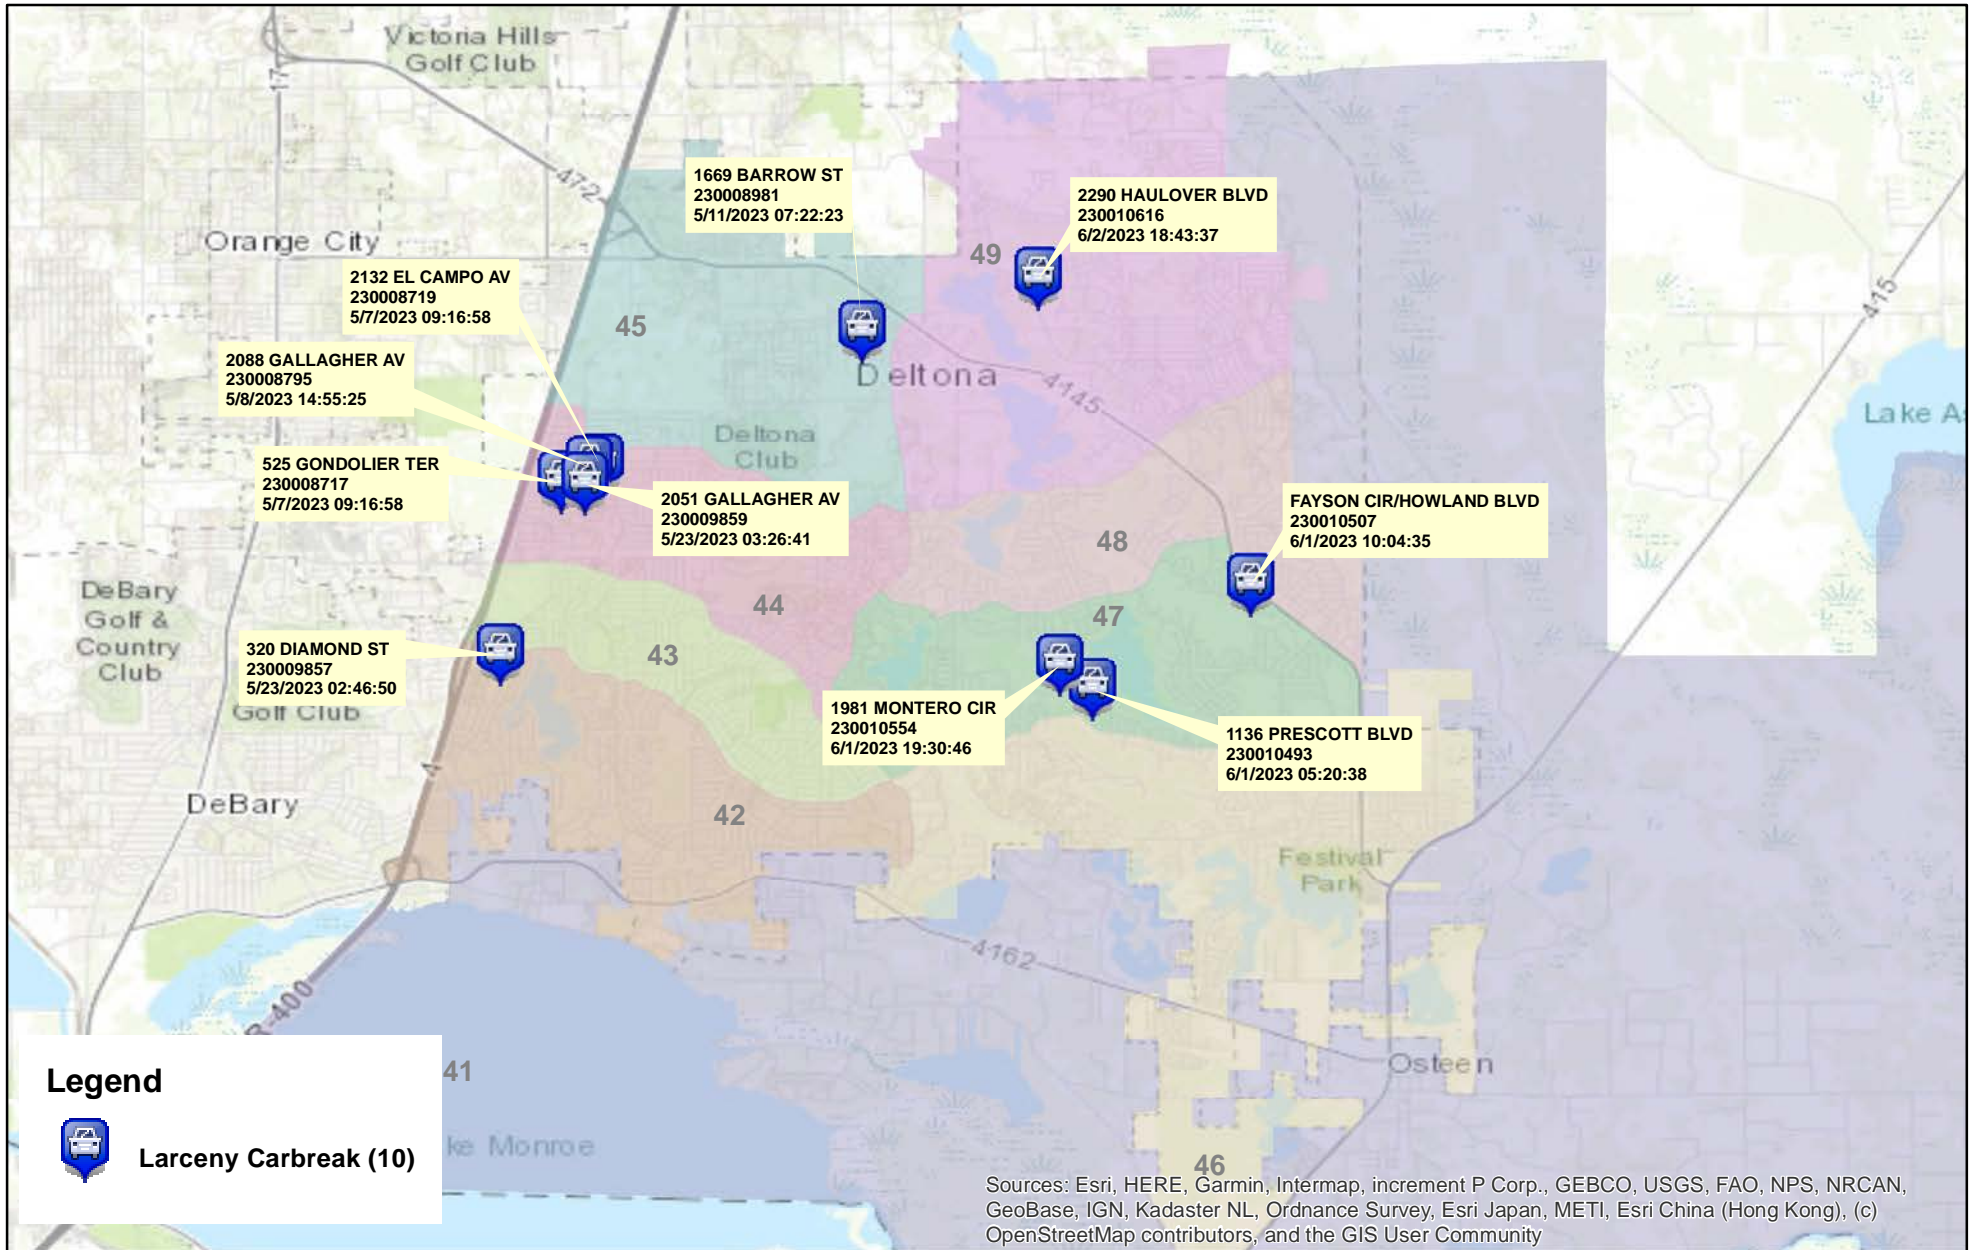 Victoria Hills
Golf Club
17
472
1669 BARROW ST
230008981
5/11/2023 07:22:23
2290 HAULOVER BLVD
230010616
6/2/2023 18:43:37
Orange City
49
2132 EL CAMPO AV
230008719
5/7/2023 09:16:58
45
415
2088 GALLAGHER AV
230008795
5/8/2023 14:55:25
Deltona
4145
Lake A
Deltona
Club
525 GONDOLIER TER
230008717
5/7/2023 09:16:58
2051 GALLAGHER AV
230009859
5/23/2023 03:26:41
FAYSON CIR/HOWLAND BLVD
230010507
6/1/2023 10:04:35
48
DeBary
Golf &
Country
Club
44
47
43
320 DIAMOND ST
230009857
5/23/2023 02:46:50
Golf Club
1981 MONTERO CIR
230010554
6/1/2023 19:30:46
1136 PRESCOTT BLVD
230010493
6/1/2023 05:20:38
4
DeBary
42
Festival
Park
4162
R-400
Osteen
41
Legend
Larceny Carbreak (10)
ke Monroe
46
Sources: Esri, HERE, Garmin, Intermap, increment P Corp., GEBCO, USGS, FAO, NPS, NRCAN,
GeoBase, IGN, Kadaster NL, Ordnance Survey, Esri Japan, METI, Esri China (Hong Kong), (c)
OpenStreetMap contributors, and the GIS User Community